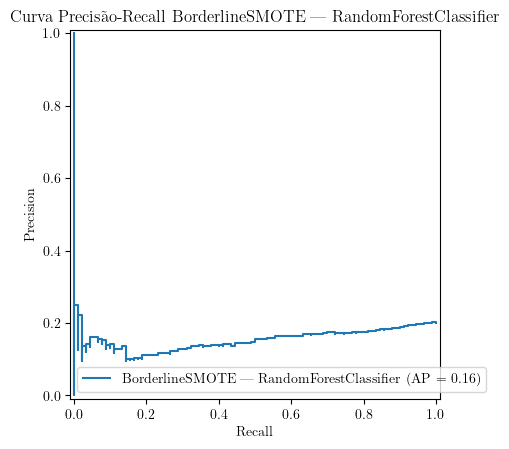 Curva Precisão-Recall BorderlineSMOTE — RandomForestClassifier
1.0
0.8
0.6
0.4
0.2
0.0
Precision
BorderlineSMOTE — RandomForestClassifier (AP = 0.16)
0.0 0.2 0.4 0.6 0.8 1.0
Recall